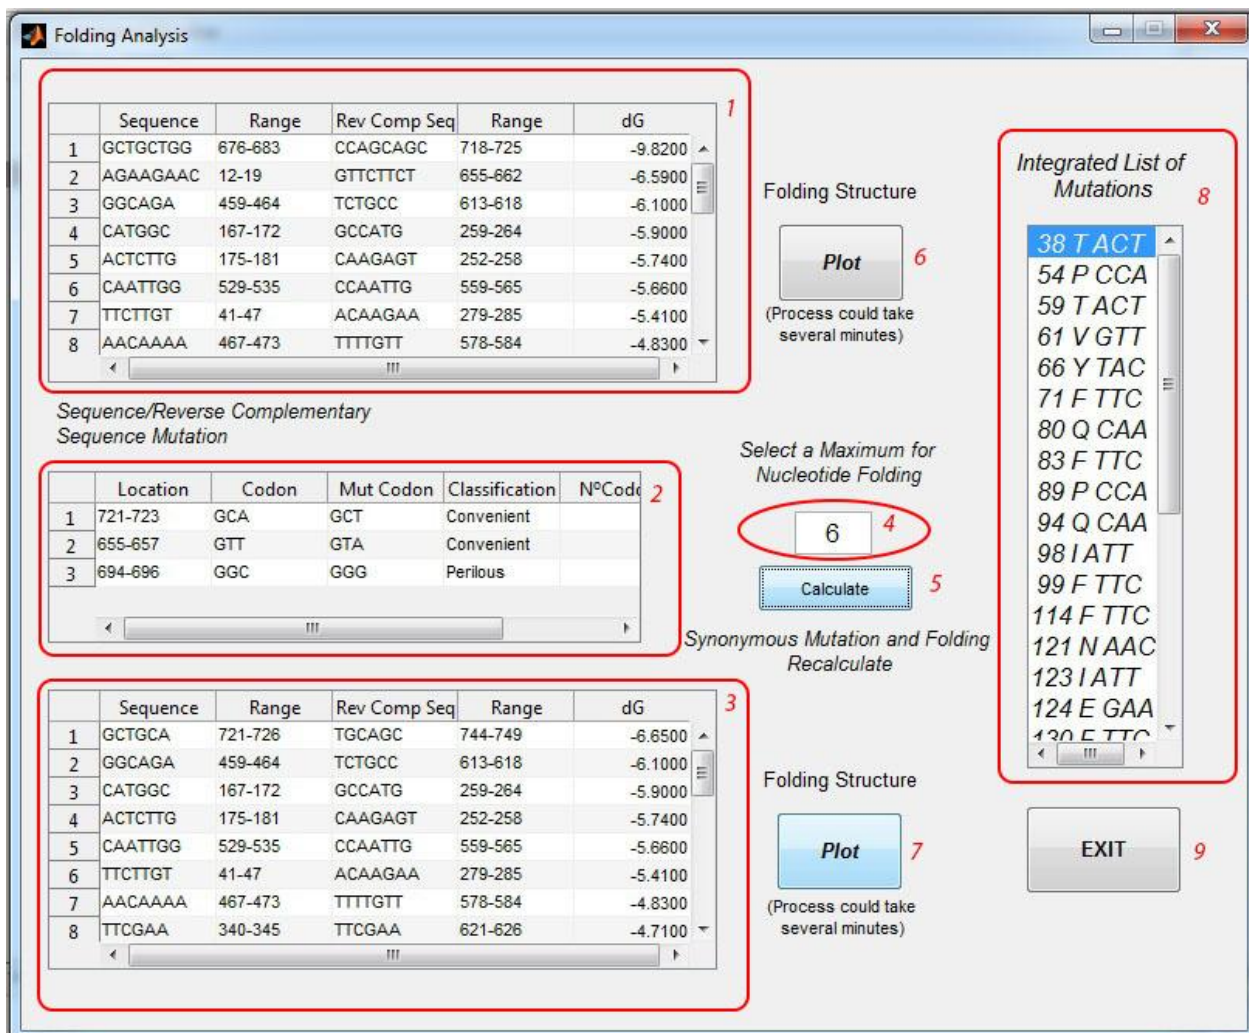 Folding Analysis
Sequence Range Rev Comp Seq Range dG
1 GCTGCTGG 676-683 CCAGCAGC 718-725 -9.8200
2 AGAAGAAC 12-19 GTTCTTCT 655-662 -6.5900
3 GGCAGA 459-464 TCTGCC 613-618 -6.1000
4 CATGGC 167-172 GCCATG 259-264 -5.9000
5 ACTCTTG 175-181 CAAGAGT 252-258 -5.7400
6 CAATTGG 529-535 CCAATTG 559-565 -5.6600
7 TTCTTGT 41-47 ACAAGAA 279-285 -5.4100
8 AACAAAA 467-473 TTTTGTT 578-584 -4.8300
1
Sequence/Reverse Complementary
Sequence Mutation
Location Codon Mut Codon Classification NºCodo
1 721-723 GCA GCT Convenient
2 655-657 GTT GTA Convenient
3 694-696 GGC GGG Perilous
2
Sequence Range Rev Comp Seq Range dG
1 GCTGCA 721-726 TGCAGC 744-749 -6.6500
2 GGCAGA 459-464 TCTGCC 613-618 -6.1000
3 CATGGC 167-172 GCCATG 259-264 -5.9000
4 ACTCTTG 175-181 CAAGAGT 252-258 -5.7400
5 CAATTGG 529-535 CCAATTG 559-565 -5.6600
6 TTCTTGT 41-47 ACAAGAA 279-285 -5.4100
7 AACAAAA 467-473 TTTTGTT 578-584 -4.8300
8 TTCGAA 340-345 TTCGAA 621-626 -4.7100
3
Folding Structure
Plot 6
(Process could take
several minutes)
Select a Maximum for
Nucleotide Folding
6 4
Calculate 5
Synonymous Mutation and Folding
Recalculate
Folding Structure
Plot 7
(Process could take
several minutes)
Integrated List of
Mutations 8
38 T ACT
54 P CCA
59 T ACT
61 V GTT
66 Y TAC
71 F TTC
80 Q CAA
83 F TTC
89 P CCA
94 Q CAA
98 I ATT
99 F TTC
114 F TTC
121 N AAC
123 I ATT
124 E GAA
130 F TTC
EXIT 9